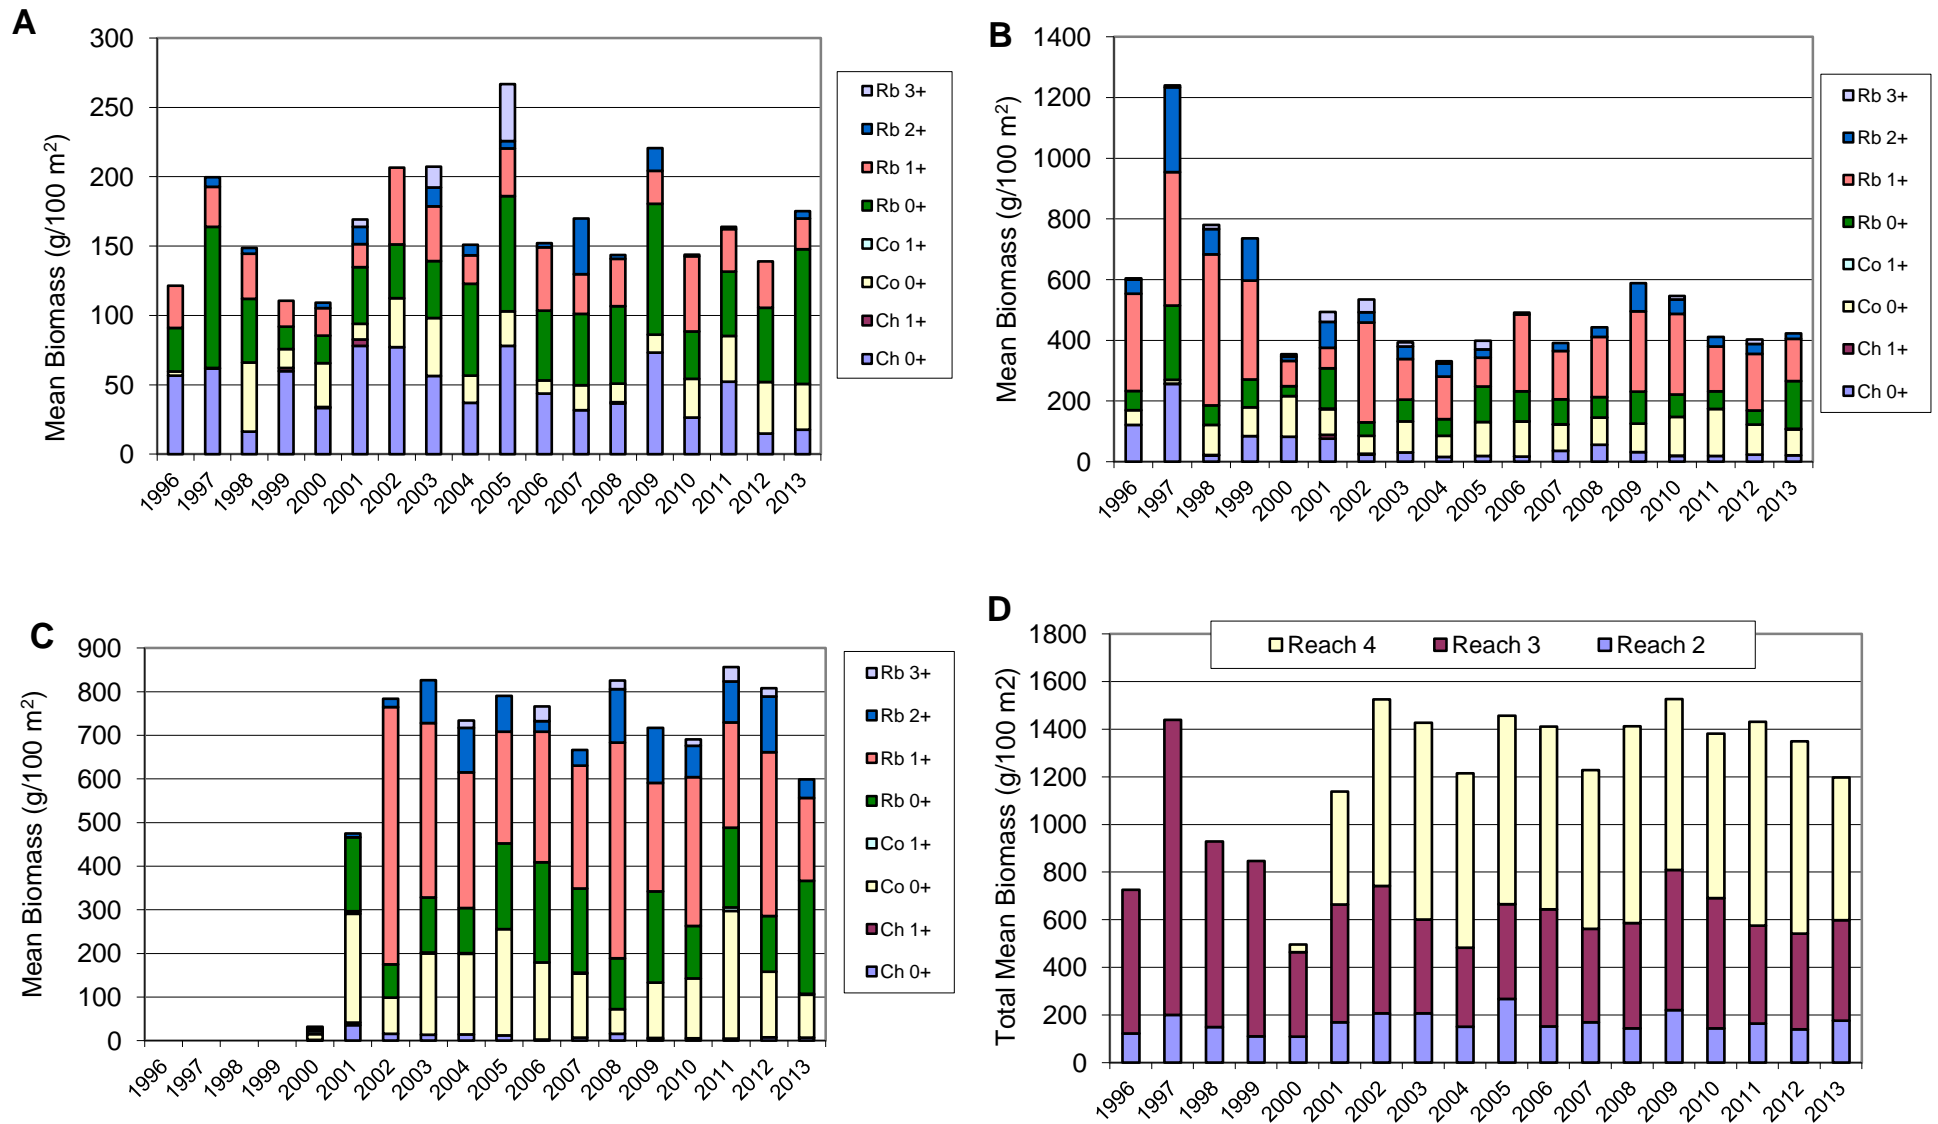 A
Mean Biomass (g/100 m²)
300
250
200
150
100
50
0
1996 1997 1998 1999 2000 2001 2002 2003 2004 2005 2006 2007 2008 2009 2010 2011 2012 2013
Rb 3+
Rb 2+
Rb 1+
Rb 0+
Co 1+
Co 0+
Ch 1+
Ch 0+
B
Mean Biomass (g/100 m²)
1400
1200
1000
800
600
400
200
0
1996 1997 1998 1999 2000 2001 2002 2003 2004 2005 2006 2007 2008 2009 2010 2011 2012 2013
Rb 3+
Rb 2+
Rb 1+
Rb 0+
Co 1+
Co 0+
Ch 1+
Ch 0+
C
Mean Biomass (g/100 m²)
900
800
700
600
500
400
300
200
100
0
1996 1997 1998 1999 2000 2001 2002 2003 2004 2005 2006 2007 2008 2009 2010 2011 2012 2013
Rb 3+
Rb 2+
Rb 1+
Rb 0+
Co 1+
Co 0+
Ch 1+
Ch 0+
D
Total Mean Biomass (g/100 m2)
1800
1600
1400
1200
1000
800
600
400
200
0
Reach 4 Reach 3 Reach 2
1996 1997 1998 1999 2000 2001 2002 2003 2004 2005 2006 2007 2008 2009 2010 2011 2012 2013